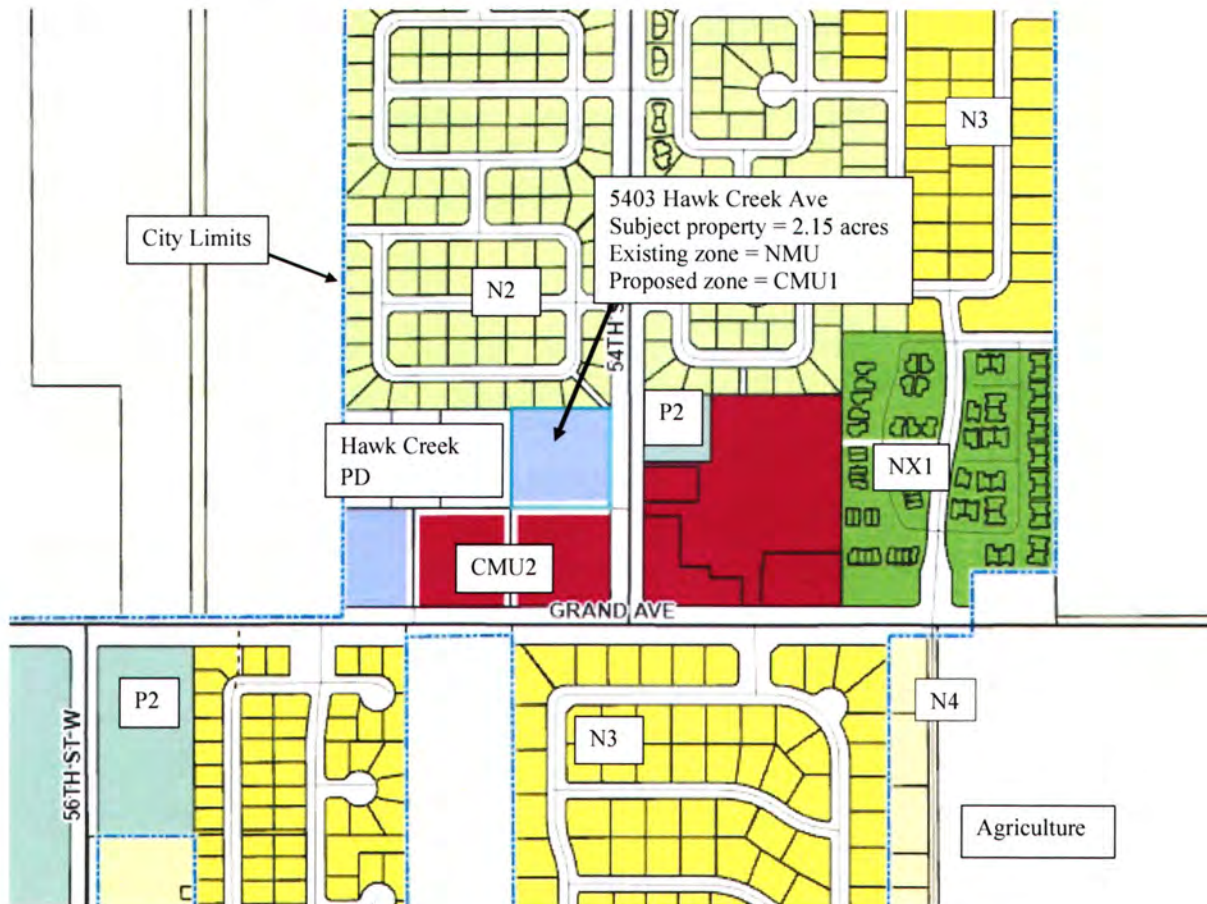 N3
5403 Hawk Creek Ave
Subject property = 2.15 acres
Existing zone = NMU
Proposed zone = CMU1
City Limits
N2
54TH S
P2
Hawk Creek
PD
NX1
CMU2
GRAND AVE
P2
N4
N3
56TH ST W
Agriculture